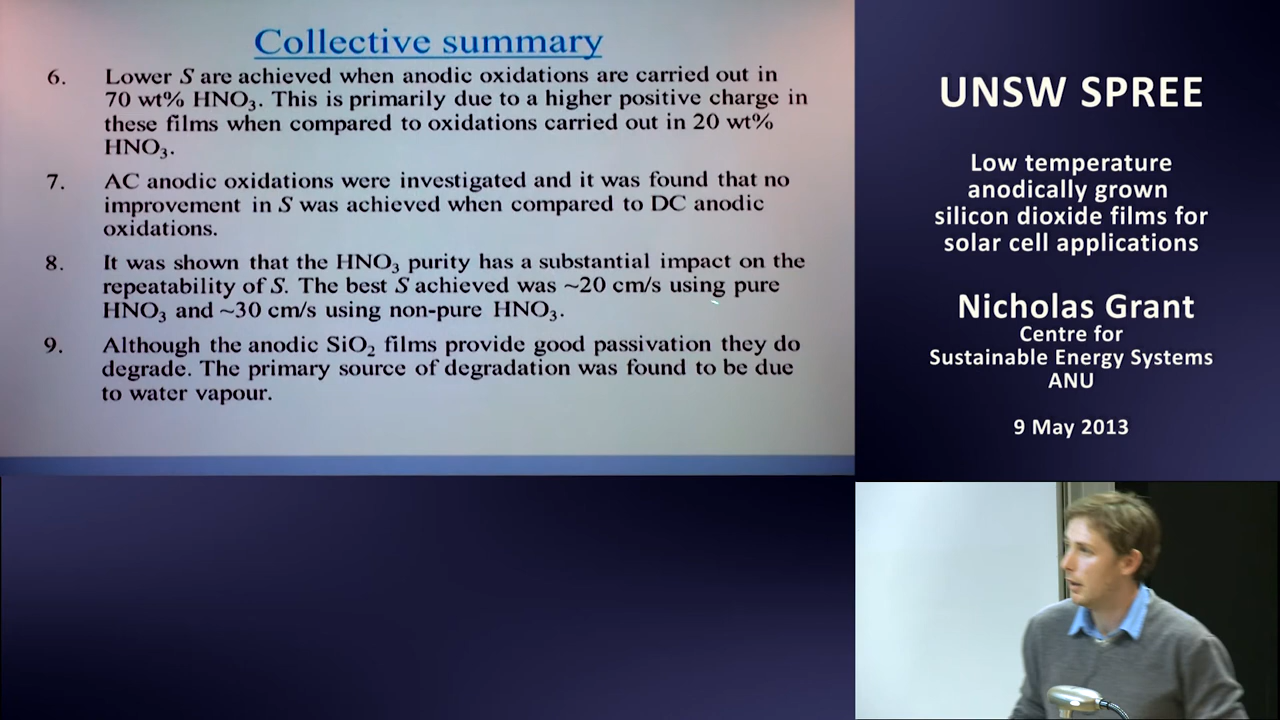 Collective summary
6. Lower S are achieved when anodic oxidations are carried out in
70 wt% HNO₃. This is primarily due to a higher positive charge in
these films when compared to oxidations carried out in 20 wt%
HNO₃.
7. AC anodic oxidations were investigated and it was found that no
improvement in S was achieved when compared to DC anodic
oxidations.
8. It was shown that the HNO₃ purity has a substantial impact on the
repeatability of S. The best S achieved was ~20 cm/s using pure
HNO₃ and ~30 cm/s using non-pure HNO₃.
9. Although the anodic SiO₂ films provide good passivation they do
degrade. The primary source of degradation was found to be due
to water vapour.
UNSW SPREE
Low temperature
anodically grown
silicon dioxide films for
solar cell applications
Nicholas Grant
Centre for
Sustainable Energy Systems
ANU
9 May 2013